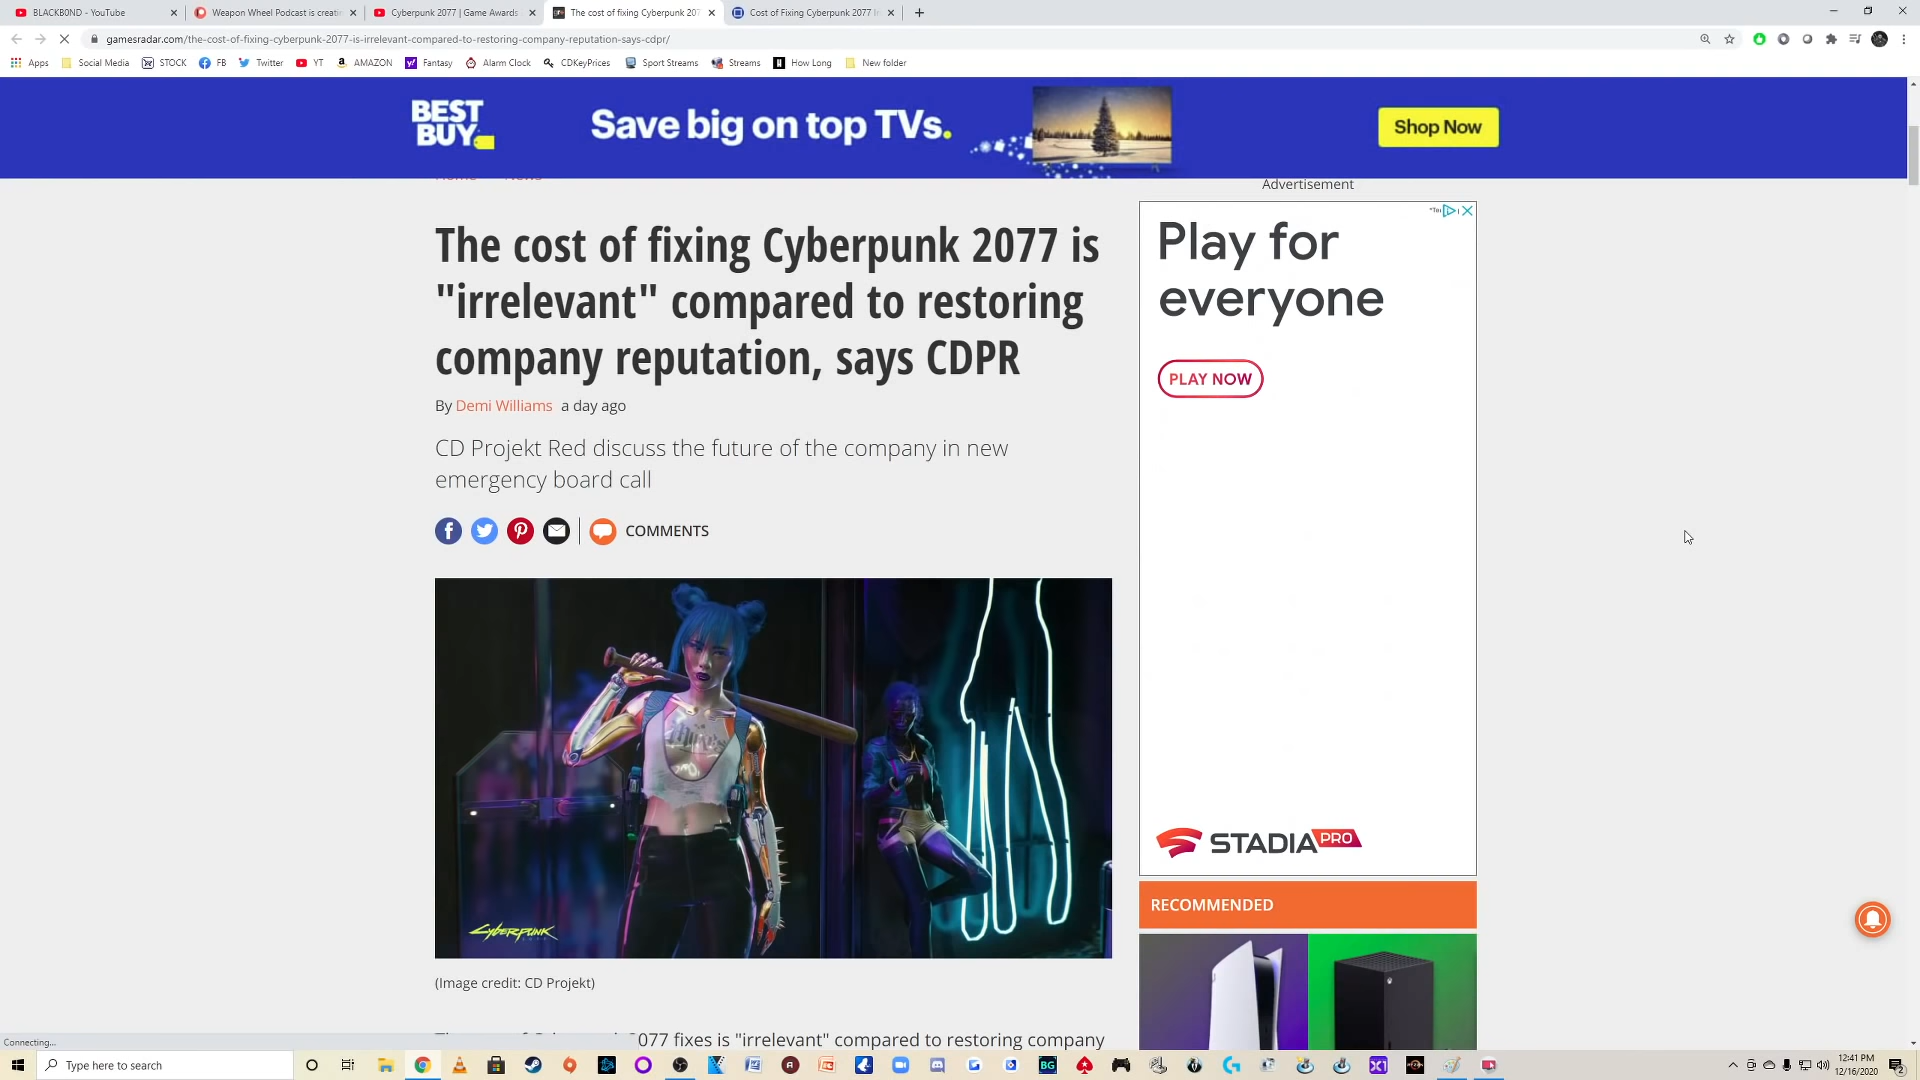 BLACKB0ND - YouTube
Weapon Wheel Podcast is creati
Cyberpunk 2077 | Game Awards
The cost of fixing Cyberpunk 207
Cost of Fixing Cyberpunk 2077 Ir
gamesradar.com/the-cost-of-fixing-cyberpunk-2077-is-irrelevant-compared-to-restoring-company-reputation-says-cdpr/
Apps
Social Media
STOCK
FB
Twitter
YT
AMAZON
Fantasy
Alarm Clock
CDKeyPrices
Sport Streams
Streams
How Long
New folder
BEST BUY
Save big on top TVs.
Shop Now
Home
News
Advertisement
The cost of fixing Cyberpunk 2077 is
"irrelevant" compared to restoring
company reputation, says CDPR
By Demi Williams a day ago
CD Projekt Red discuss the future of the company in new
emergency board call
COMMENTS
Play for
everyone
PLAY NOW
STADIA PRO
RECOMMENDED
CYBERPUNK
(Image credit: CD Projekt)
077 fixes is "irrelevant" compared to restoring company
Connecting...
Type here to search
12:41 PM
12/16/2020